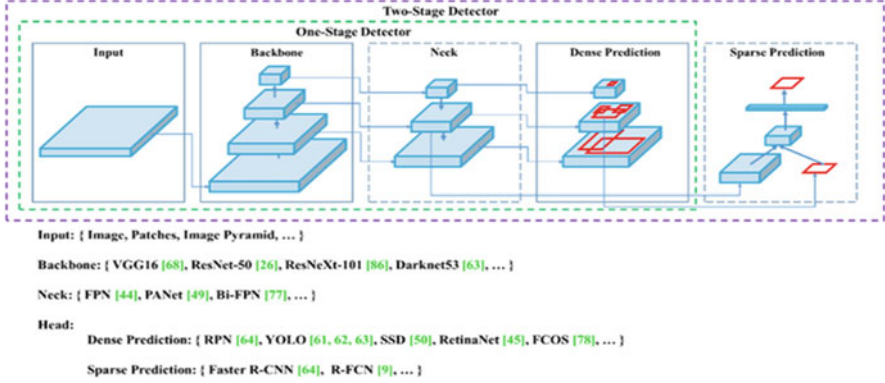 Two-Stage Detector
One-Stage Detector
Input Backbone Neck Dense Prediction Sparse Prediction
Input: { Image, Patches, Image Pyramid, … }
Backbone: { VGG16 [68], ResNet-50 [26], ResNeXt-101 [86], Darknet53 [63], … }
Neck: { FPN [44], PANet [49], Bi-FPN [77], … }
Head:
Dense Prediction: { RPN [64], YOLO [61, 62, 63], SSD [50], RetinaNet [45], FCOS [78], … }
Sparse Prediction: { Faster R-CNN [64], R-FCN [9], … }